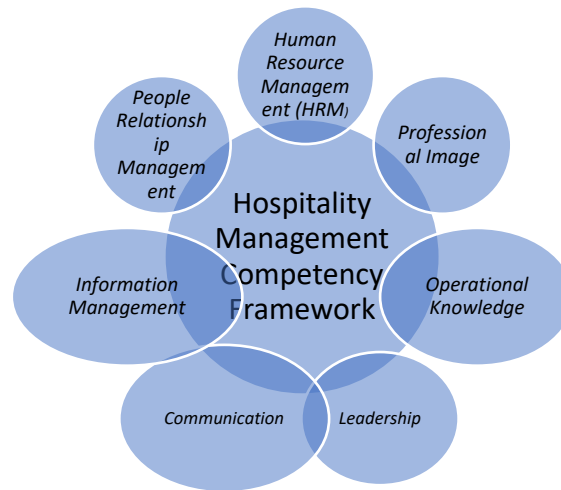 Human
Resource
Managem
ent (HRM)
People
Relationsh
ip
Managem
ent
Profession
al Image
Hospitality
Management
Competency
Framework
Information
Management
Operational
Knowledge
Communication
Leadership